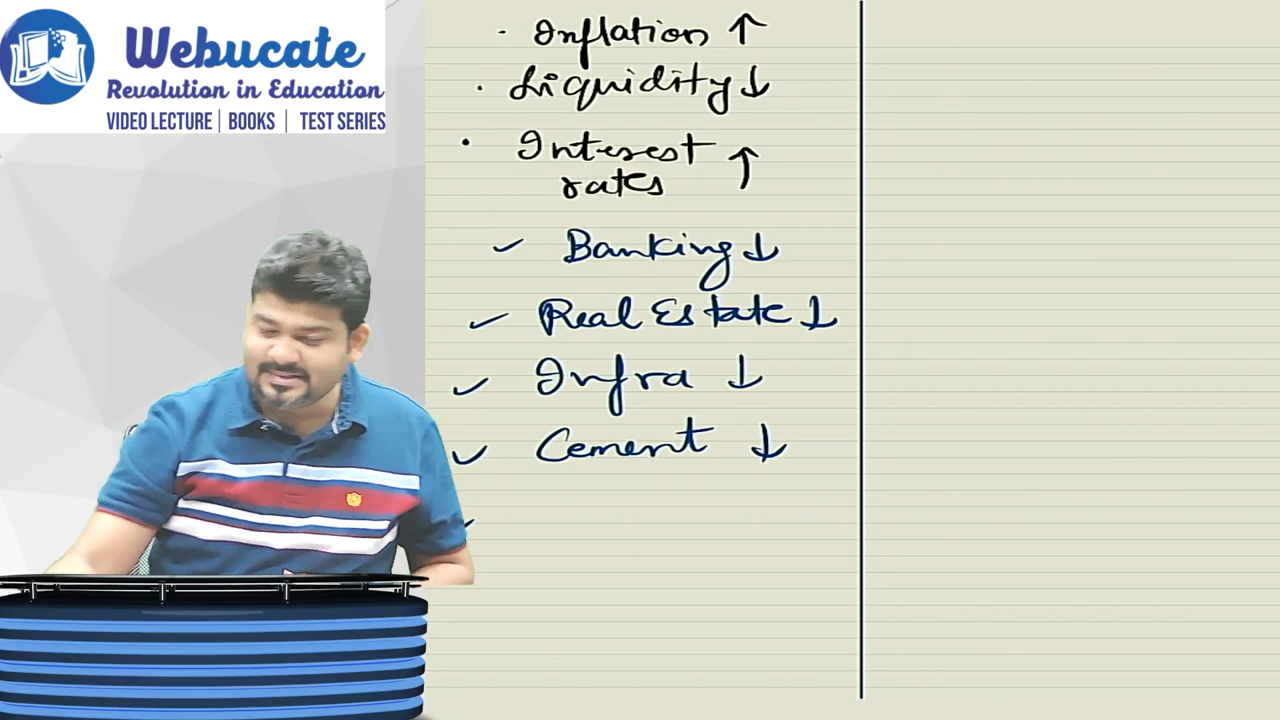 Webucate
Revolution in Education
VIDEO LECTURE | BOOKS | TEST SERIES
· Inflation ↑
· Liquidity ↓
· Interest
rates ↑
✓ Banking ↓
✓ Real Estate ↓
✓ Infra ↓
✓ Cement ↓